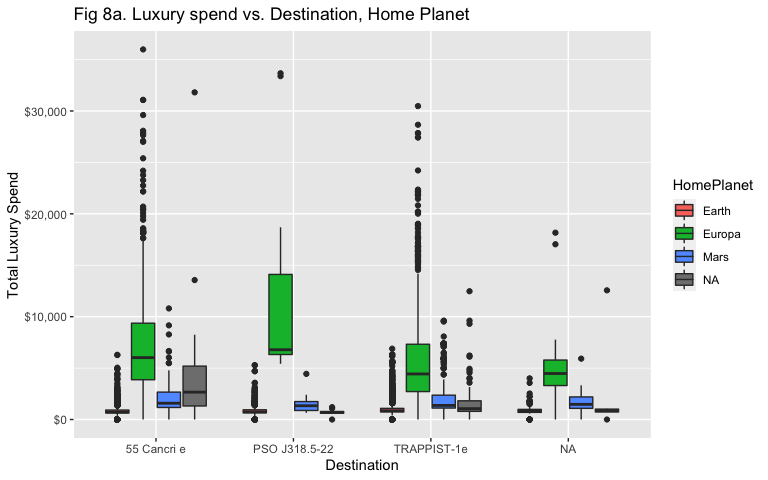 Fig 8a. Luxury spend vs. Destination, Home Planet
Total Luxury Spend
$30,000
$20,000
$10,000
$0
55 Cancri e
PSO J318.5-22
TRAPPIST-1e
NA
Destination
HomePlanet
Earth
Europa
Mars
NA